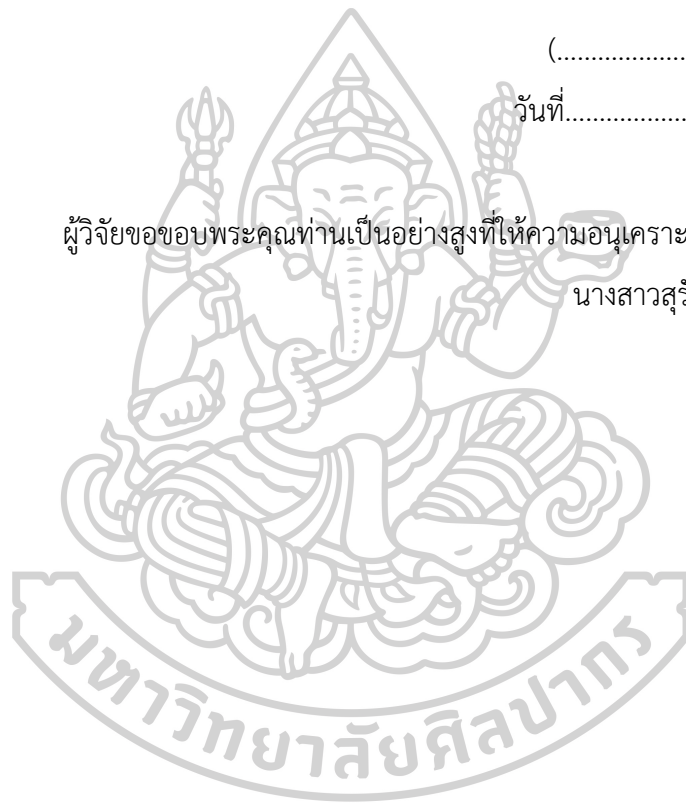 (....................
วันที่..................
ผู้วิจัยขอขอบพระคุณท่านเป็นอย่างสูงที่ให้ความอนุเคราะ
นางสาวสุรั
มหาวิทยาลัยศิลปากร